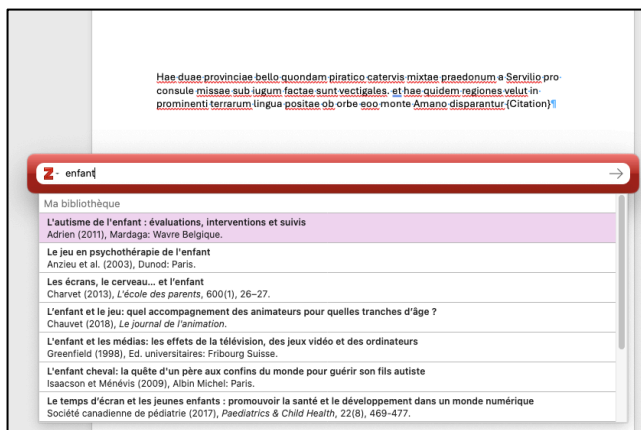 Hae duae provinciae bello quondam piratico catervis mixtae praedonum a Servilio pro
consule missae sub iugum factae sunt vectigales. et hae quidem regiones velut in
prominenti terrarum lingua positae ob orbe eoo monte Amano disparantur {Citation}¶
Z enfant
Ma bibliothèque
L'autisme de l'enfant : évaluations, interventions et suivis
Adrien (2011), Mardaga: Wavre Belgique.
Le jeu en psychothérapie de l'enfant
Anzieu et al. (2003), Dunod: Paris.
Les écrans, le cerveau... et l'enfant
Charvet (2013), L'école des parents, 600(1), 26–27.
L'enfant et le jeu: quel accompagnement des animateurs pour quelles tranches d'âge ?
Chauvet (2018), Le journal de l'animation.
L'enfant et les médias: les effets de la télévision, des jeux vidéo et des ordinateurs
Greenfield (1998), Ed. universitaires: Fribourg Suisse.
L'enfant cheval: la quête d'un père aux confins du monde pour guérir son fils autiste
Isaacson et Ménévis (2009), Albin Michel: Paris.
Le temps d'écran et les jeunes enfants : promouvoir la santé et le développement dans un monde numérique
Société canadienne de pédiatrie (2017), Paediatrics & Child Health, 22(8), 469-477.